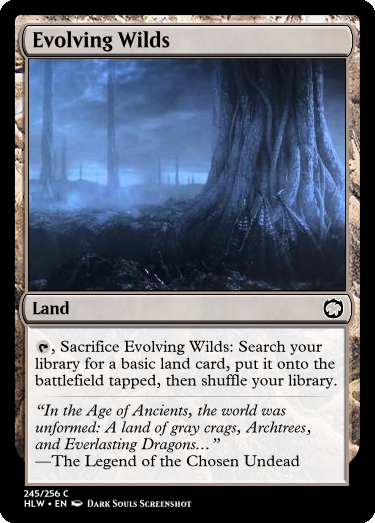 Evolving Wilds
Land
, Sacrifice Evolving Wilds: Search your
library for a basic land card, put it onto the
battlefield tapped, then shuffle your library.
“In the Age of Ancients, the world was
unformed: A land of gray crags, Archtrees,
and Everlasting Dragons…”
—The Legend of the Chosen Undead
245/256 C
HLW • EN Dark Souls Screenshot